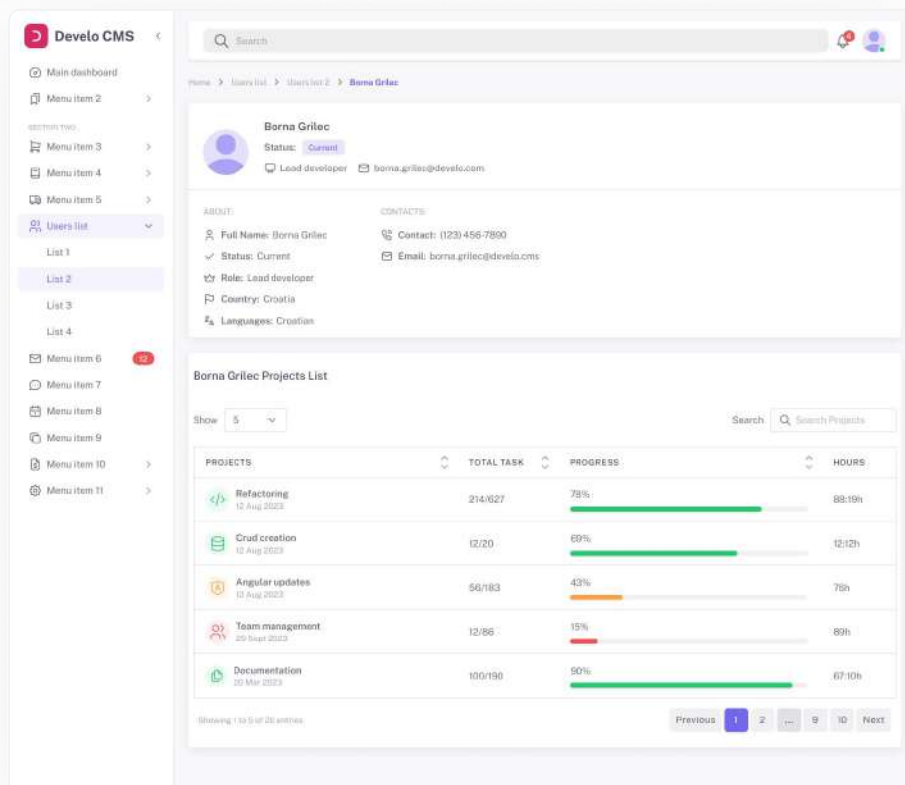 Develo CMS
Main dashboard
Menu item 2
SECTION TWO
Menu item 3
Menu item 4
Menu item 5
Users list
List 1
List 2
List 3
List 4
Menu item 6 12
Menu item 7
Menu item 8
Menu item 9
Menu item 10
Menu item 11
Search
4
Home > Users list > Users list 2 > Borna Grilec
Borna Grilec
Status: Current
Lead developer borna.grilec@develo.com
ABOUT:
Full Name: Borna Grilec
Status: Current
Role: Lead developer
Country: Croatia
Languages: Croatian
CONTACTS:
Contact: (123) 456-7890
Email: borna.grilec@develo.cms
Borna Grilec Projects List
Show 5
Search Search Projects
PROJECTS TOTAL TASK PROGRESS HOURS
Refactoring 214/627 78% 88:19h
12 Aug 2023
Crud creation 12/20 69% 12:12h
12 Aug 2023
Angular updates 56/183 43% 76h
12 Aug 2023
Team management 12/86 15% 89h
25 Sept 2023
Documentation 100/190 90% 67:10h
20 Mar 2023
Showing 1 to 5 of 26 entries
Previous 1 2 ... 9 10 Next